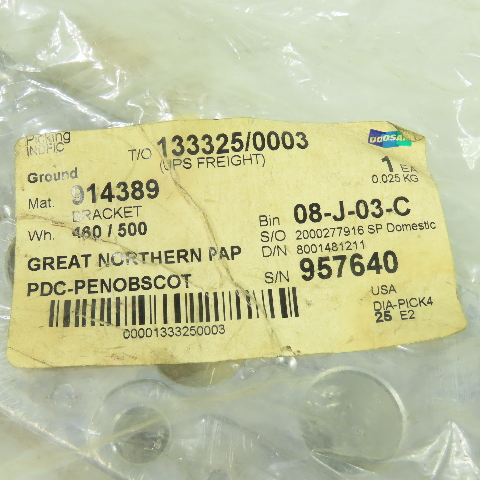 Picking
INDFIC
T/O 133325/0003
(UPS FREIGHT)
DOOSAN
Ground
1 EA
0.025 KG
Mat. 914389
BRACKET
Wh. 460 / 500
Bin 08-J-03-C
S/O 2000277916 SP Domestic
D/N 8001481211
GREAT NORTHERN PAP
S/N 957640
PDC-PENOBSCOT
USA
DIA-PICK4
25 E2
00001333250003